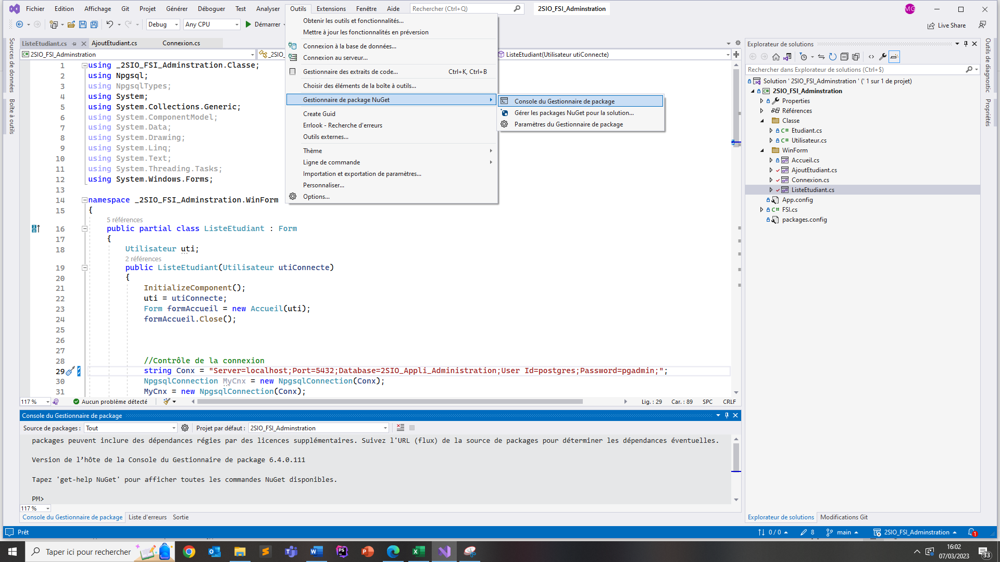 Fichier Edition Affichage Git Projet Générer Déboguer Test Analyser Outils Extensions Fenêtre Aide Rechercher (Ctrl+Q) 2SIO_FSI_Adminstration MG
Debug Any CPU Démarrer Live Share
ListeEtudiant.cs AjoutEtudiant.cs Connexion.cs
2SIO_FSI_Adminstration _2SIO_ ListeEtudiant(Utilisateur utiConnecte)
Sources de données
Boîte à outils
Obtenir les outils et fonctionnalités...
Mettre à jour les fonctionnalités en préversion
Connexion à la base de données...
Connexion au serveur...
Gestionnaire des extraits de code... Ctrl+K, Ctrl+B
Choisir des éléments de la boîte à outils...
Gestionnaire de package NuGet
Create Guid
Errlook - Recherche d'erreurs
Outils externes...
Thème
Ligne de commande
Importation et exportation de paramètres...
Personnaliser...
Options...
Console du Gestionnaire de package
Gérer les packages NuGet pour la solution...
Paramètres du Gestionnaire de package
1 using _2SIO_FSI_Adminstration.Classe;
2 using Npgsql;
3 using NpgsqlTypes;
4 using System;
5 using System.Collections.Generic;
6 using System.ComponentModel;
7 using System.Data;
8 using System.Drawing;
9 using System.Linq;
10 using System.Text;
11 using System.Threading.Tasks;
12 using System.Windows.Forms;
13
14 namespace _2SIO_FSI_Adminstration.WinForm
15 {
5 références
16 public partial class ListeEtudiant : Form
17 {
18 Utilisateur uti;
2 références
19 public ListeEtudiant(Utilisateur utiConnecte)
20 {
21 InitializeComponent();
22 uti = utiConnecte;
23 Form formAccueil = new Accueil(uti);
24 formAccueil.Close();
25
26
27
28 //Contrôle de la connexion
29 string Conx = "Server=localhost;Port=5432;Database=2SIO_Appli_Administration;User Id=postgres;Password=pgadmin;";
30 NpgsqlConnection MyCnx = new NpgsqlConnection(Conx);
31 MyCnx = new NpgsqlConnection(Conx);
117 % Aucun problème détecté Lig. : 29 Car. : 89 SPC CRLF
Console du Gestionnaire de package
Source de packages : Tout Projet par défaut : 2SIO_FSI_Adminstration
packages peuvent inclure des dépendances régies par des licences supplémentaires. Suivez l'URL (flux) de la source de packages pour déterminer les dépendances éventuelles.
Version de l’hôte de la Console du Gestionnaire de package 6.4.0.111
Tapez 'get-help NuGet' pour afficher toutes les commandes NuGet disponibles.
PM>
117 %
Console du Gestionnaire de package Liste d'erreurs Sortie
Explorateur de solutions
Rechercher dans Explorateur de solutions (Ctrl+$)
Solution ' 2SIO_FSI_Adminstration ' (' 1 sur 1 de projet)
2SIO_FSI_Adminstration
Properties
Références
Classe
C# Etudiant.cs
C# Utilisateur.cs
WinForm
Accueil.cs
AjoutEtudiant.cs
Connexion.cs
ListeEtudiant.cs
App.config
C# FSI.cs
packages.config
Explorateur de solutions Modifications Git
Outils de diagnostic
Propriétés
Prêt 0 / 0 8 main 2SIO_FSI_Adminstration 1
Taper ici pour rechercher
16:02
07/03/2023
33